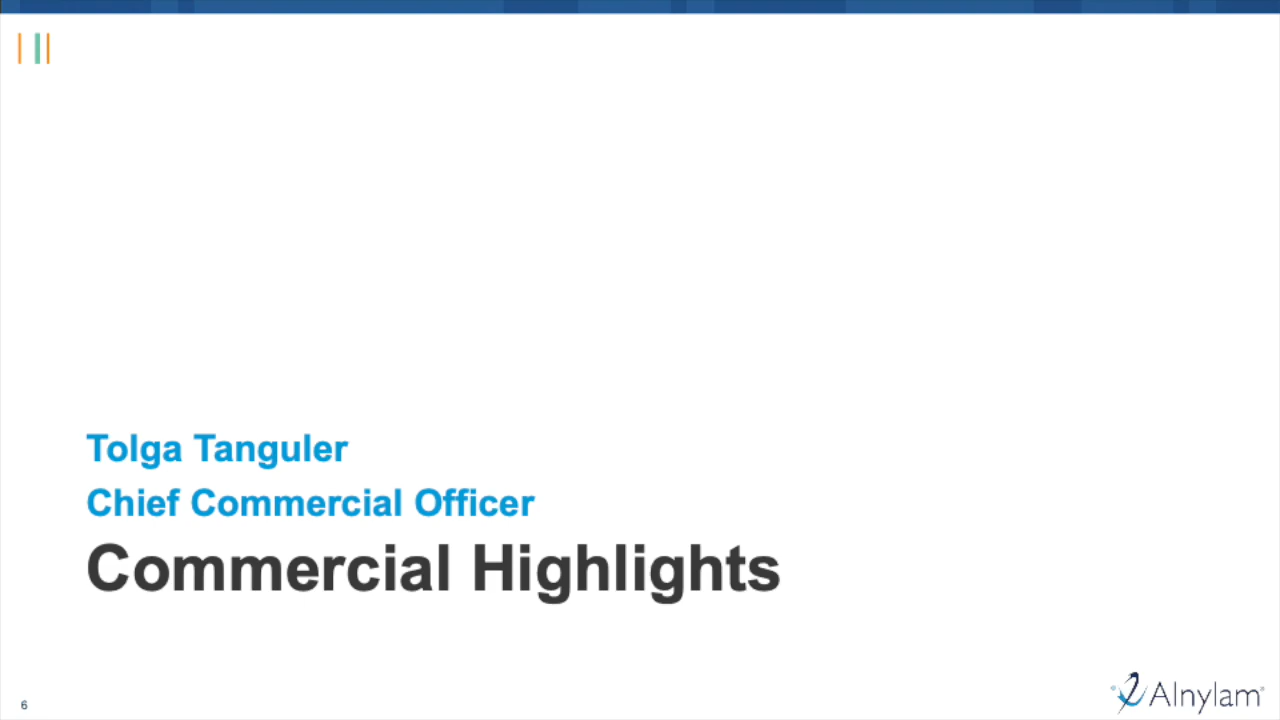 Tolga Tanguler
Chief Commercial Officer
Commercial Highlights
6
Alnylam®